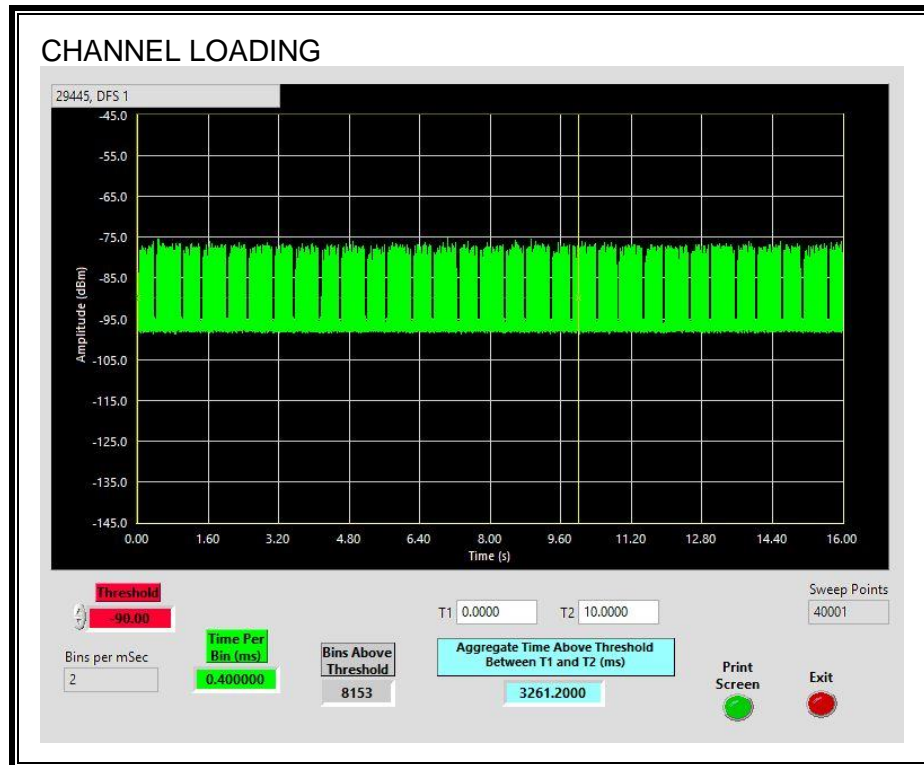 CHANNEL LOADING
29445, DFS 1
-45.0
-55.0
-65.0
-75.0
-85.0
-95.0
-105.0
-115.0
-125.0
-135.0
-145.0
Amplitude (dBm)
0.00 1.60 3.20 4.80 6.40 8.00 9.60 11.20 12.80 14.40 16.00
Time (s)
Threshold
-90.00
Bins per mSec
2
Time Per
Bin (ms)
0.400000
Bins Above
Threshold
8153
T1 0.0000 T2 10.0000
Aggregate Time Above Threshold
Between T1 and T2 (ms)
3261.2000
Sweep Points
40001
Print
Screen
Exit